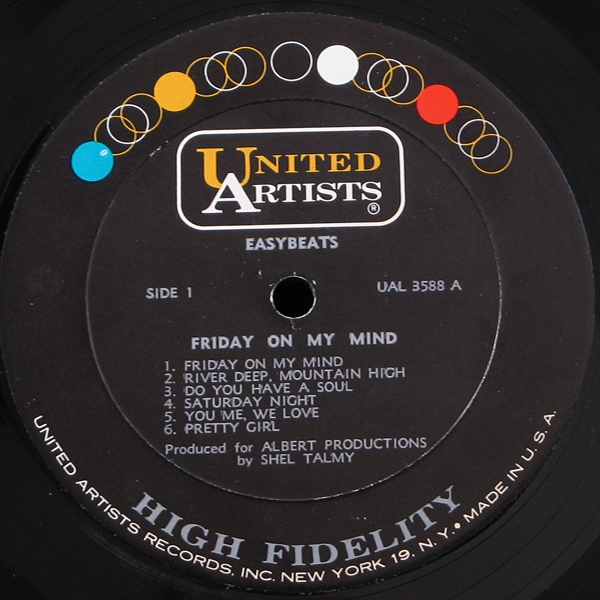 UNITED
ARTISTS®
EASYBEATS
SIDE 1
UAL 3588 A
FRIDAY ON MY MIND
1. FRIDAY ON MY MIND
2. RIVER DEEP, MOUNTAIN HIGH
3. DO YOU HAVE A SOUL
4. SATURDAY NIGHT
5. YOU ME, WE LOVE
6. PRETTY GIRL
Produced for ALBERT PRODUCTIONS
by SHEL TALMY
HIGH FIDELITY
UNITED ARTISTS RECORDS, INC. NEW YORK 19, N.Y. • MADE IN U.S.A.